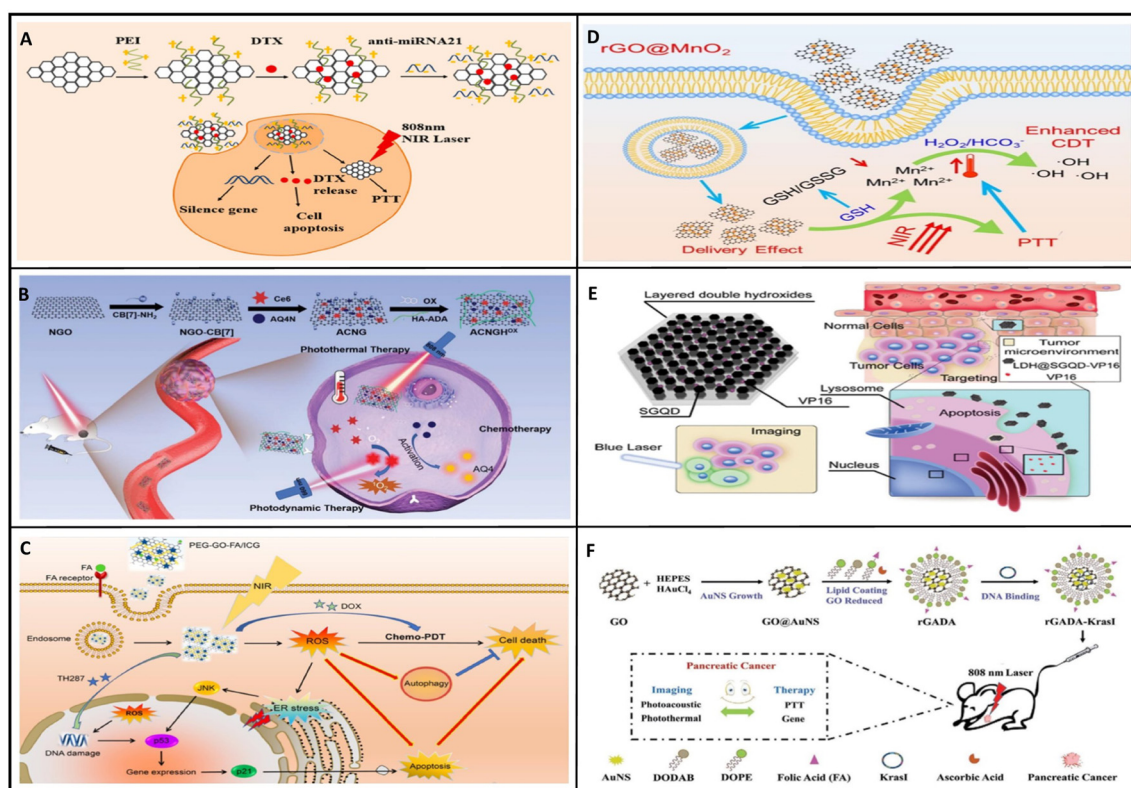 A
PEI
DTX
anti-miRNA21
808nm
NIR Laser
DTX
release
PTT
Silence gene
Cell
apoptosis
B
NGO
CB[7]-NH₂
NGO-CB[7]
Ce6
AQ4N
ACNG
OX
HA-ADA
ACNGHᴼˣ
Photothermal Therapy
Chemotherapy
Activation
AQ4
Photodynamic Therapy
C
PEG-GO-FA/ICG
FA
FA receptor
NIR
DOX
Endosome
ROS
Chemo-PDT
Cell death
TH287
Autophagy
JNK
ER stress
ROS
DNA damage
p53
Gene expression
p21
Apoptosis
D
rGO@MnO₂
Enhanced
CDT
H₂O₂/HCO₃⁻
·OH
·OH
·OH
Mn²⁺
Mn²⁺
Mn²⁺
GSH/GSSG
GSH
Delivery Effect
NIR
PTT
E
Layered double hydroxides
Normal Cells
Tumor
microenvironment
LDH@SGQD-VP16
VP16
Tumor Cells
Targeting
Lysosome
Apoptosis
VP16
SGQD
Imaging
Blue Laser
Nucleus
F
GO
+
HEPES
HAuCl₄
AuNS Growth
GO@AuNS
Lipid Coating
GO Reduced
rGADA
DNA Binding
rGADA-KrasI
808 nm Laser
Pancreatic Cancer
Imaging
Therapy
Photoacoustic
PTT
Photothermal
Gene
AuNS
DODAB
DOPE
Folic Acid (FA)
KrasI
Ascorbic Acid
Pancreatic Cancer